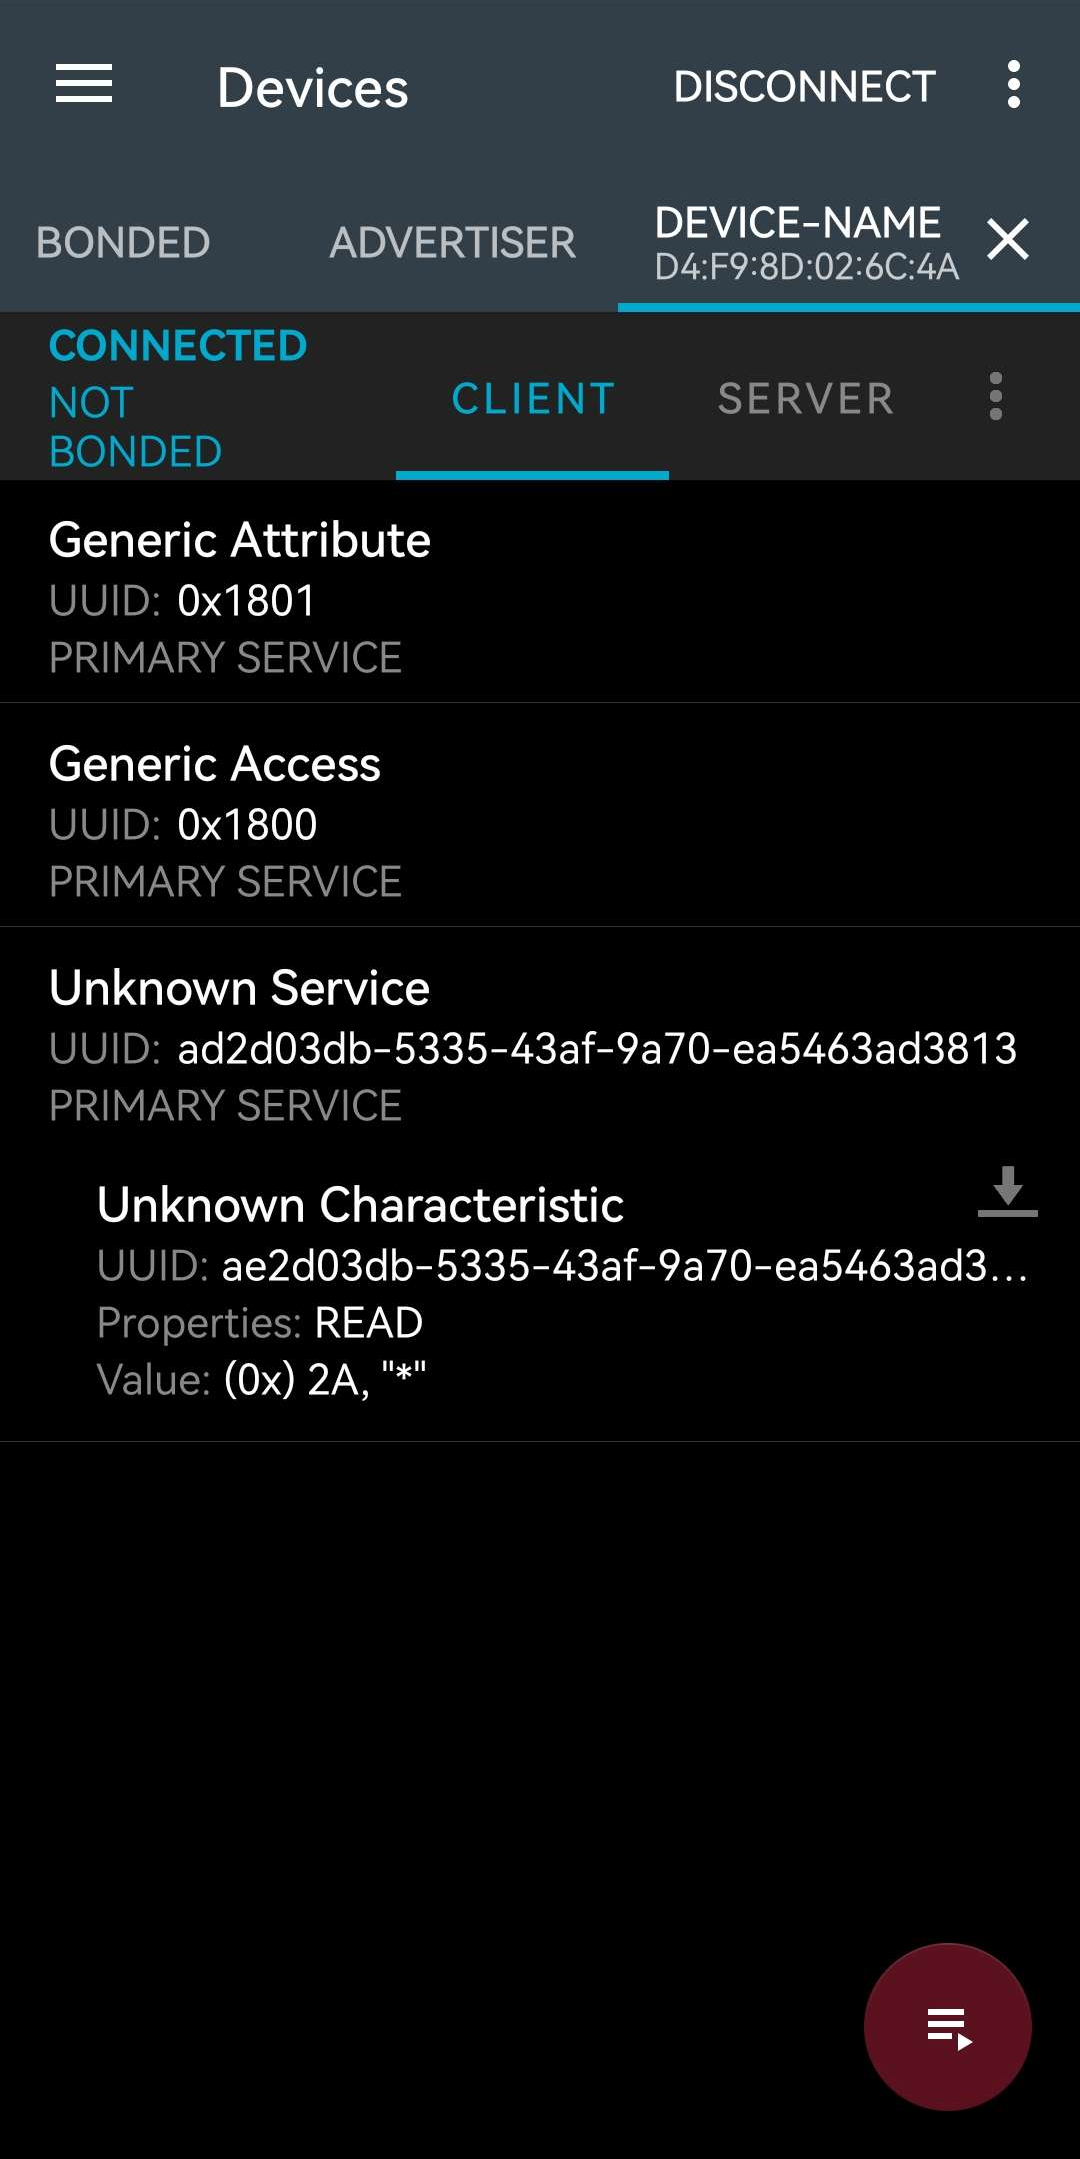 Devices DISCONNECT
BONDED ADVERTISER DEVICE-NAME
D4:F9:8D:02:6C:4A
CONNECTED
NOT
BONDED
CLIENT SERVER
Generic Attribute
UUID: 0x1801
PRIMARY SERVICE
Generic Access
UUID: 0x1800
PRIMARY SERVICE
Unknown Service
UUID: ad2d03db-5335-43af-9a70-ea5463ad3813
PRIMARY SERVICE
Unknown Characteristic
UUID: ae2d03db-5335-43af-9a70-ea5463ad3...
Properties: READ
Value: (0x) 2A, "*"